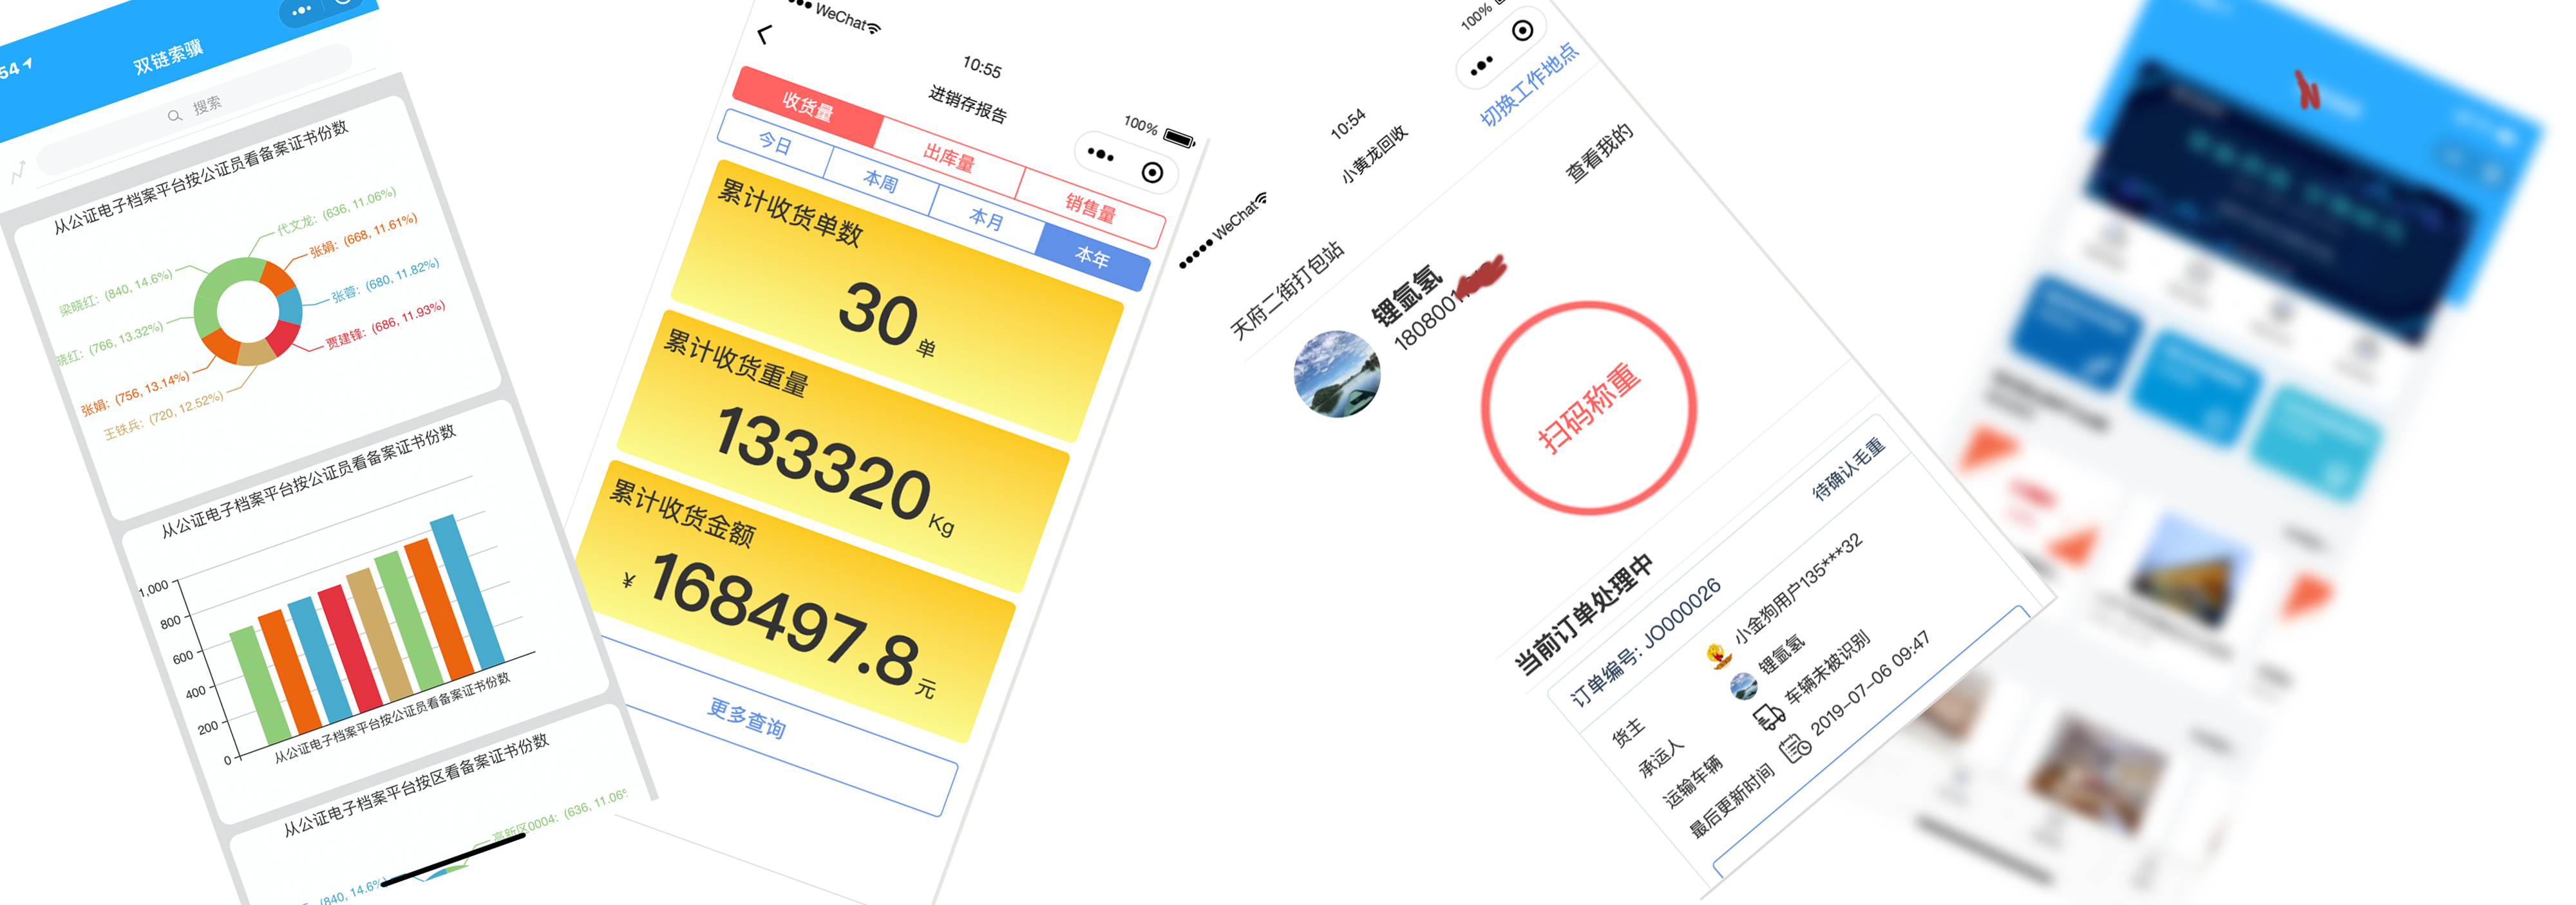 54
双链索骥
搜索
从公证电子档案平台按公证员看备案证书份数
代文龙: (636, 11.06%)
张娟: (668, 11.61%)
张蓉: (680, 11.82%)
贾建锋: (686, 11.93%)
王铁兵: (720, 12.52%)
张娟: (756, 13.14%)
晓红: (766, 13.32%)
梁晓红: (840, 14.6%)
从公证电子档案平台按公证员看备案证书份数
1,000
800
600
400
200
0
从公证电子档案平台按公证员看备案证书份数
从公证电子档案平台按区看备案证书份数
高新区0004: (636, 11.06
(840, 14.6%)
WeChat
10:55
100%
进销存报告
收货量
出库量
销售量
今日
本周
本月
本年
累计收货单数
30 单
累计收货重量
133320 Kg
累计收货金额
¥ 168497.8 元
更多查询
WeChat
10:54
100%
小黄龙回收
切换工作地点
天府二街打包站
查看我的
锂氩氢
180800
扫码称重
当前订单处理中
订单编号: JO000026
待确认毛重
货主
小金狗用户135***32
承运人
锂氩氢
运输车辆
车辆未被识别
最后更新时间
2019-07-06 09:47